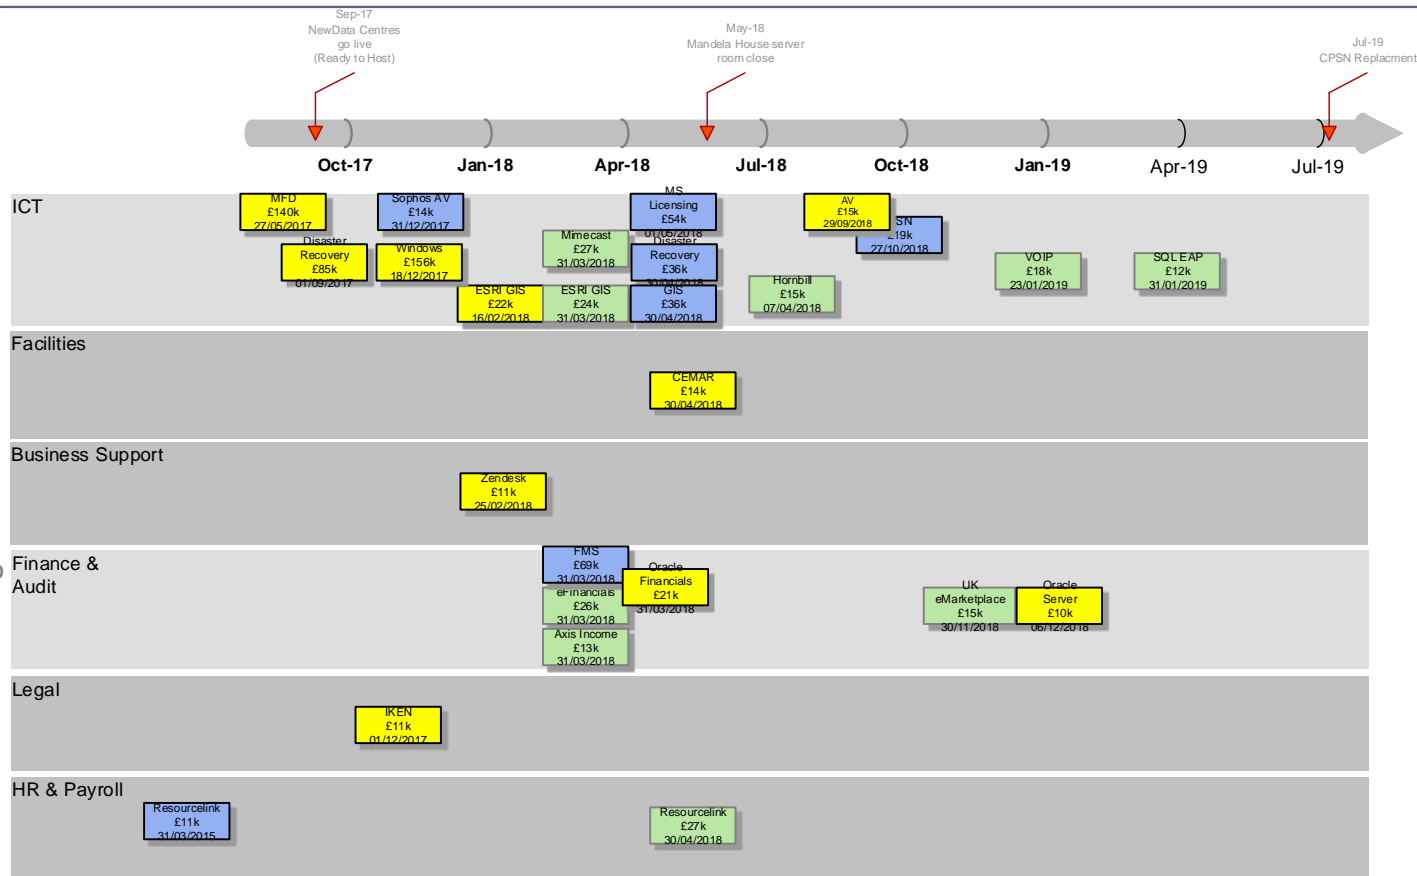 Sep-17
NewData Centres
go live
(Ready to Host)
May-18
Mandela House server
room close
Jul-19
CPSN Replacment
Oct-17
Jan-18
Apr-18
Jul-18
Oct-18
Jan-19
Apr-19
Jul-19
ICT
MFD
£140k
27/05/2017
Sophos AV
£14k
31/12/2017
MS
Licensing
£54k
01/05/2018
AV
£15k
29/09/2018
SN
£19k
27/10/2018
Disaster
Recovery
£85k
01/09/2017
Windows
£156k
18/12/2017
Mimecast
£27k
31/03/2018
Disaster
Recovery
£36k
30/04/2018
VOIP
£18k
23/01/2019
SQL EAP
£12k
31/01/2019
ESRI GIS
£22k
16/02/2018
ESRI GIS
£24k
31/03/2018
GIS
£36k
30/04/2018
Hornbill
£15k
07/04/2018
Facilities
CEMAR
£14k
30/04/2018
Business Support
Zendesk
£11k
25/02/2018
Finance &
Audit
FMS
£69k
31/03/2018
Oracle
Financials
£21k
31/03/2018
eFinancials
£26k
31/03/2018
UK
eMarketplace
£15k
30/11/2018
Oracle
Server
£10k
06/12/2018
Axis Income
£13k
31/03/2018
Legal
IKEN
£11k
01/12/2017
HR & Payroll
Resourcelink
£11k
31/03/2015
Resourcelink
£27k
30/04/2018